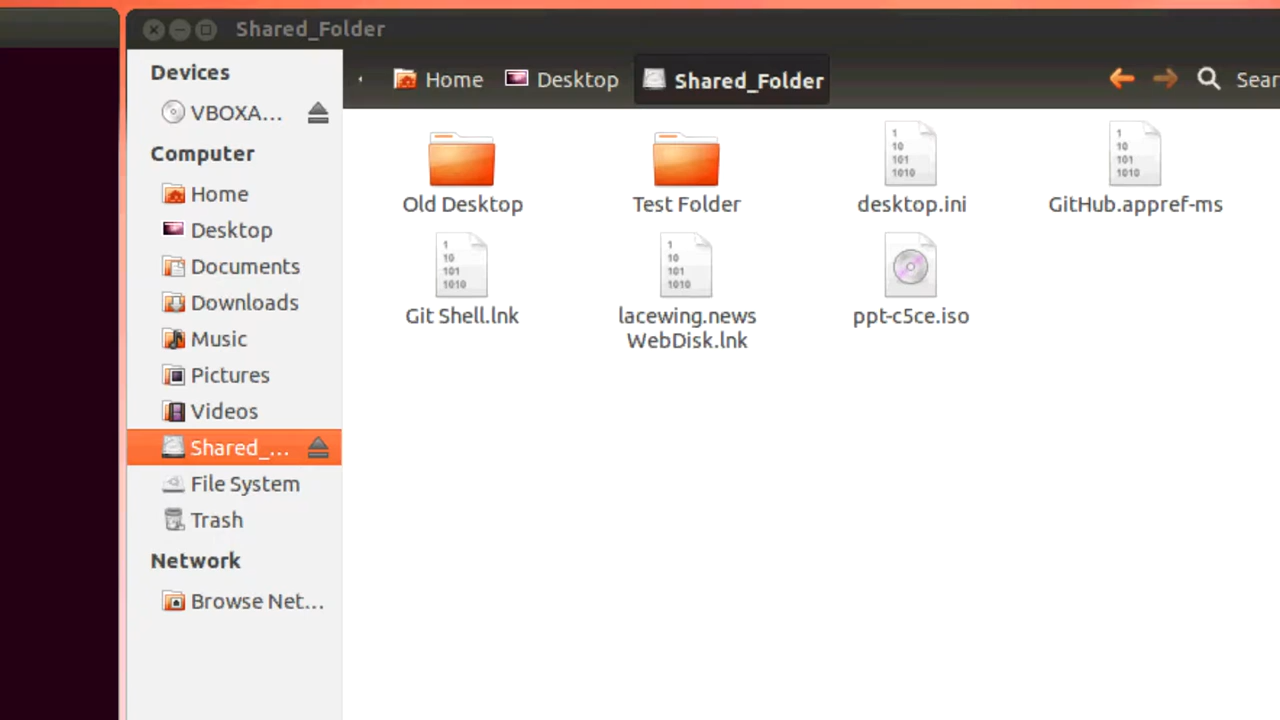 Shared_Folder
Devices
VBOXA...
Computer
Home
Desktop
Documents
Downloads
Music
Pictures
Videos
Shared_...
File System
Trash
Network
Browse Net...
Home Desktop Shared_Folder Sear
Old Desktop Test Folder desktop.ini GitHub.appref-ms
Git Shell.lnk lacewing.news ppt-c5ce.iso
WebDisk.lnk